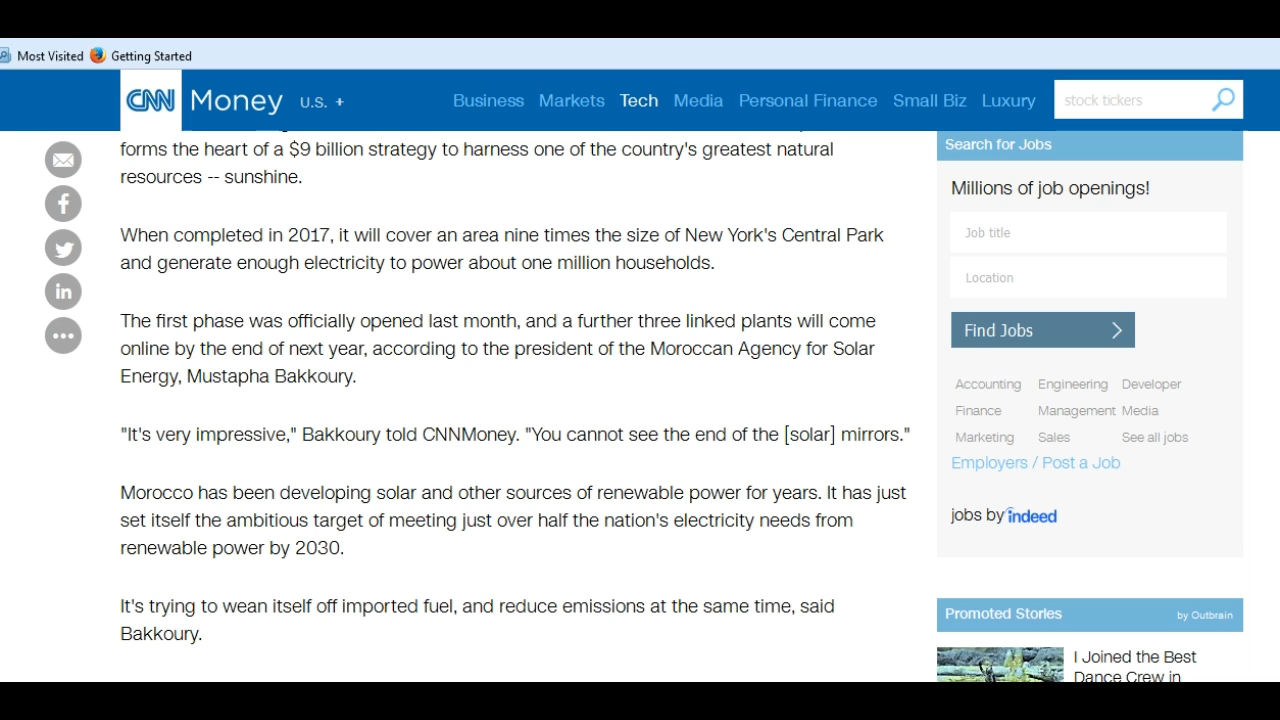 Most Visited Getting Started
CNN Money U.S. + Business Markets Tech Media Personal Finance Small Biz Luxury stock tickers
forms the heart of a $9 billion strategy to harness one of the country's greatest natural
resources -- sunshine.
When completed in 2017, it will cover an area nine times the size of New York's Central Park
and generate enough electricity to power about one million households.
The first phase was officially opened last month, and a further three linked plants will come
online by the end of next year, according to the president of the Moroccan Agency for Solar
Energy, Mustapha Bakkoury.
"It's very impressive," Bakkoury told CNNMoney. "You cannot see the end of the [solar] mirrors."
Morocco has been developing solar and other sources of renewable power for years. It has just
set itself the ambitious target of meeting just over half the nation's electricity needs from
renewable power by 2030.
It's trying to wean itself off imported fuel, and reduce emissions at the same time, said
Bakkoury.
Search for Jobs
Millions of job openings!
Job title
Location
Find Jobs
Accounting Engineering Developer
Finance Management Media
Marketing Sales See all jobs
Employers / Post a Job
jobs by indeed
Promoted Stories by Outbrain
I Joined the Best
Dance Crew in